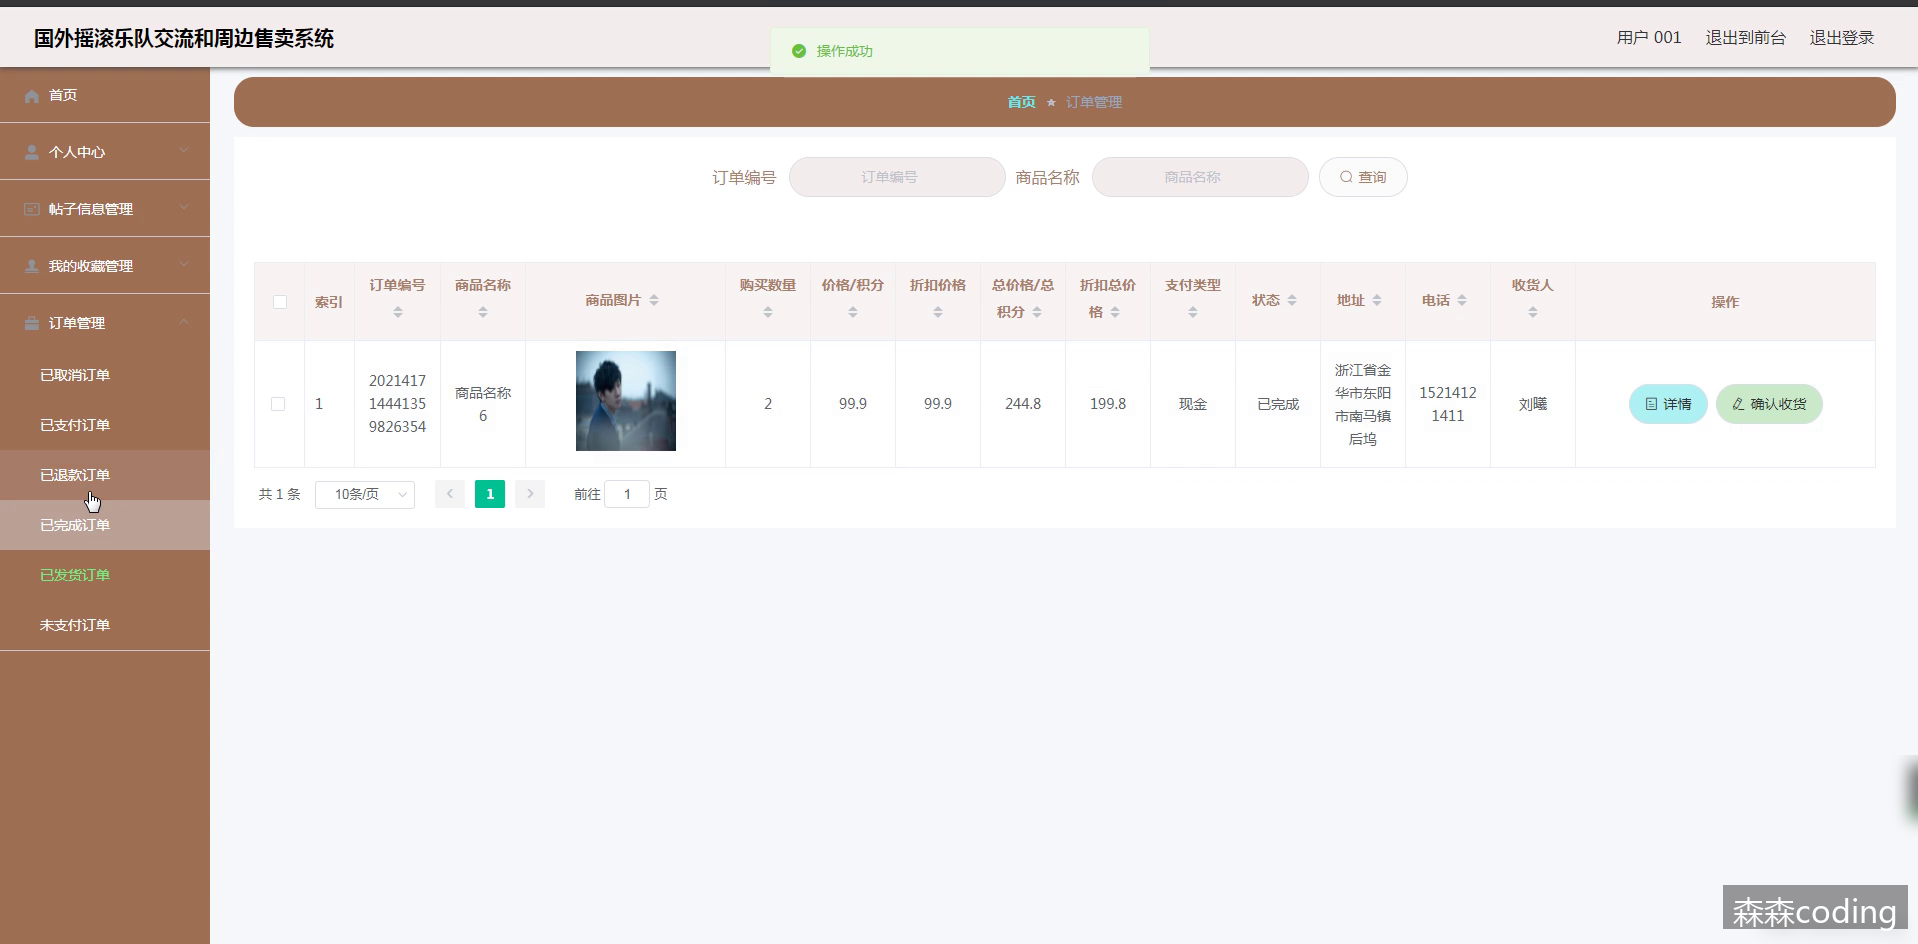 国外摇滚乐队交流和周边售卖系统
操作成功
用户 001
退出到前台
退出登录
首页
个人中心
帖子信息管理
我的收藏管理
订单管理
已取消订单
已支付订单
已退款订单
已完成订单
已发货订单
未支付订单
首页 ★ 订单管理
订单编号 订单编号 商品名称 商品名称 查询
索引
订单编号
商品名称
商品图片
购买数量
价格/积分
折扣价格
总价格/总
积分
折扣总价
格
支付类型
状态
地址
电话
收货人
操作
1
2021417
1444135
9826354
商品名称
6
2
99.9
99.9
244.8
199.8
现金
已完成
浙江省金
华市东阳
市南马镇
后坞
1521412
1411
刘曦
详情
确认收货
共 1 条 10条/页 1 前往 1 页
森森coding